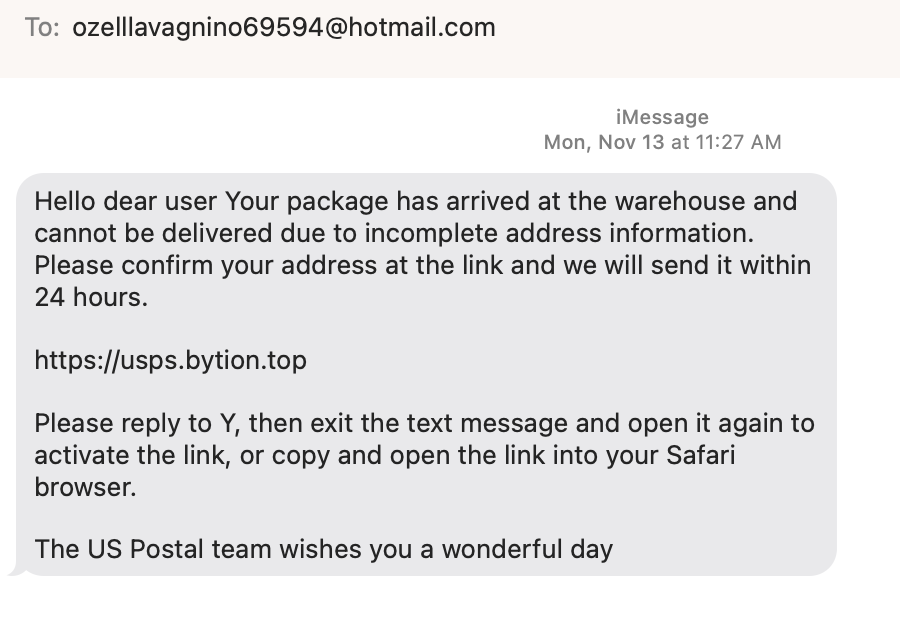 To: ozelllavagnino69594@hotmail.com
iMessage
Mon, Nov 13 at 11:27 AM
Hello dear user Your package has arrived at the warehouse and
cannot be delivered due to incomplete address information.
Please confirm your address at the link and we will send it within
24 hours.
https://usps.bytion.top
Please reply to Y, then exit the text message and open it again to
activate the link, or copy and open the link into your Safari
browser.
The US Postal team wishes you a wonderful day